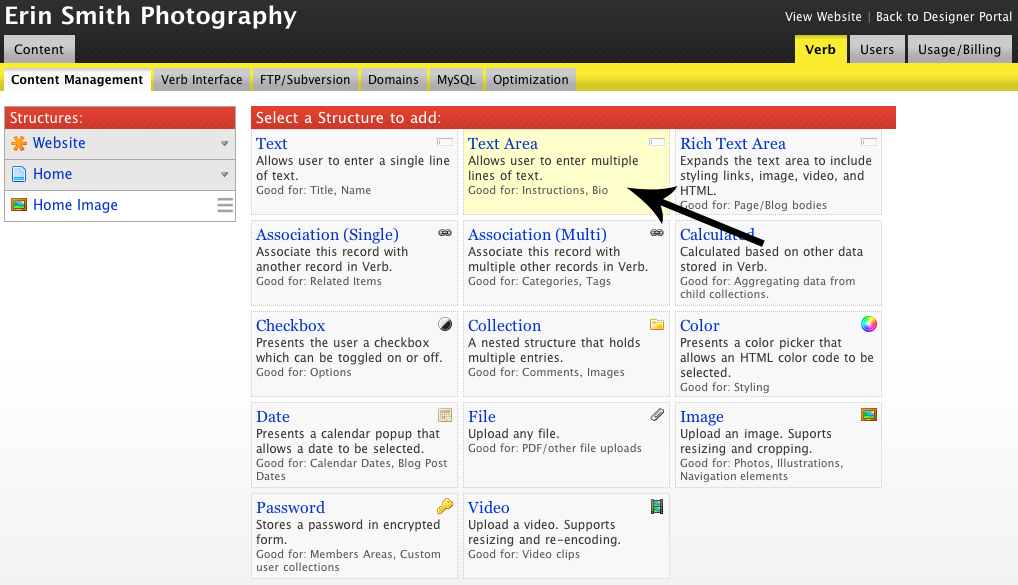 Erin Smith Photography
View Website | Back to Designer Portal
Content
Verb
Users
Usage/Billing
Content Management
Verb Interface
FTP/Subversion
Domains
MySQL
Optimization
Structures:
Website
Home
Home Image
Select a Structure to add:
Text
Allows user to enter a single line
of text.
Good for: Title, Name
Text Area
Allows user to enter multiple
lines of text.
Good for: Instructions, Bio
Rich Text Area
Expands the text area to include
styling links, image, video, and
HTML.
Good for: Page/Blog bodies
Association (Single)
Associate this record with
another record in Verb.
Good for: Related Items
Association (Multi)
Associate this record with
multiple other records in Verb.
Good for: Categories, Tags
Calculated
Calculated based on other data
stored in Verb.
Good for: Aggregating data from
child collections.
Checkbox
Presents the user a checkbox
which can be toggled on or off.
Good for: Options
Collection
A nested structure that holds
multiple entries.
Good for: Comments, Images
Color
Presents a color picker that
allows an HTML color code to be
selected.
Good for: Styling
Date
Presents a calendar popup that
allows a date to be selected.
Good for: Calendar Dates, Blog Post
Dates
File
Upload any file.
Good for: PDF/other file uploads
Image
Upload an image. Suports
resizing and cropping.
Good for: Photos, Illustrations,
Navigation elements
Password
Stores a password in encrypted
form.
Good for: Members Areas, Custom
user collections
Video
Upload a video. Supports
resizing and re-encoding.
Good for: Video clips